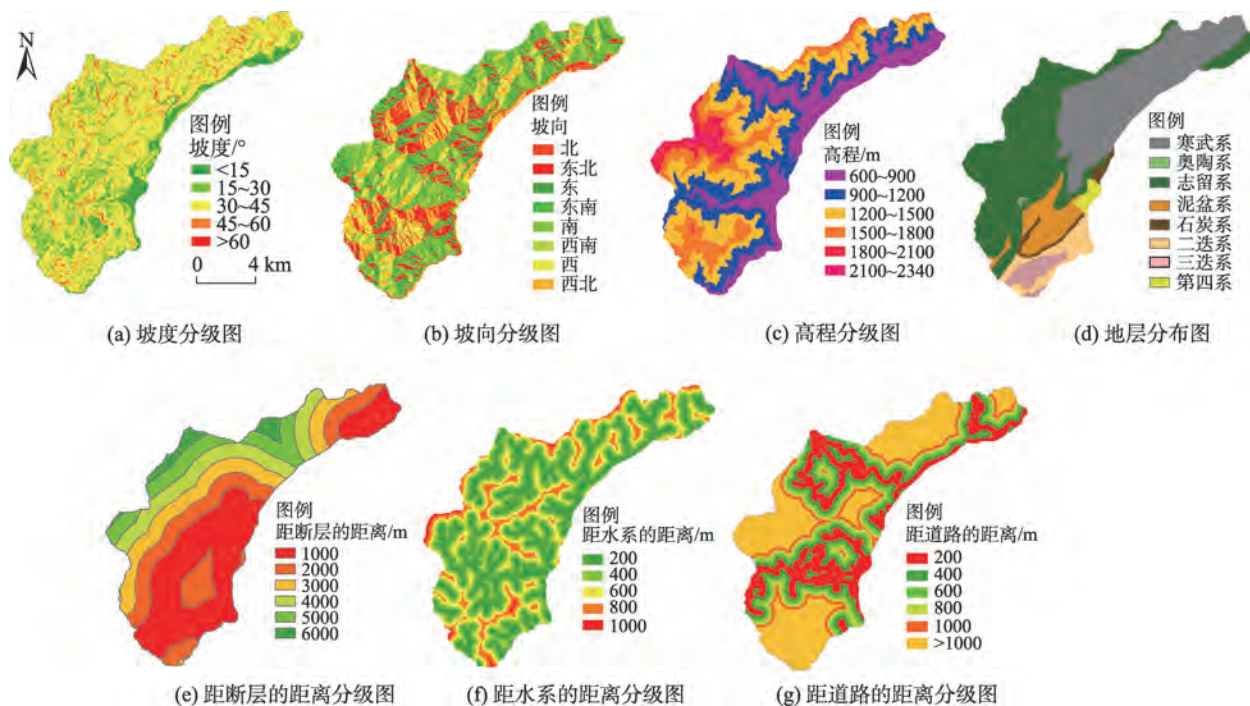 N
图例
坡度/°
<15
15~30
30~45
45~60
>60
0 4 km
(a) 坡度分级图
图例
坡向
北
东北
东
东南
南
西南
西
西北
(b) 坡向分级图
图例
高程/m
600~900
900~1200
1200~1500
1500~1800
1800~2100
2100~2340
(c) 高程分级图
图例
寒武系
奥陶系
志留系
泥盆系
石炭系
二迭系
三迭系
第四系
(d) 地层分布图
图例
距断层的距离/m
1000
2000
3000
4000
5000
6000
(e) 距断层的距离分级图
图例
距水系的距离/m
200
400
600
800
1000
(f) 距水系的距离分级图
图例
距道路的距离/m
200
400
600
800
1000
>1000
(g) 距道路的距离分级图